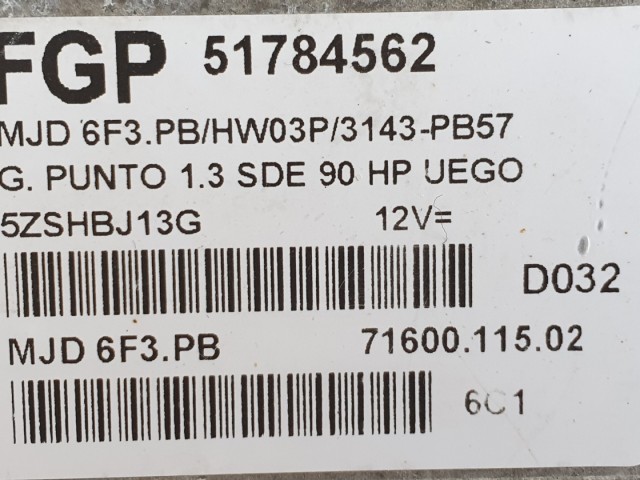 FGP 51784562
MJD 6F3.PB/HW03P/3143-PB57
G. PUNTO 1.3 SDE 90 HP UEGO
5ZSHBJ13G 12V=
D032
MJD 6F3.PB 71600.115.02
6C1